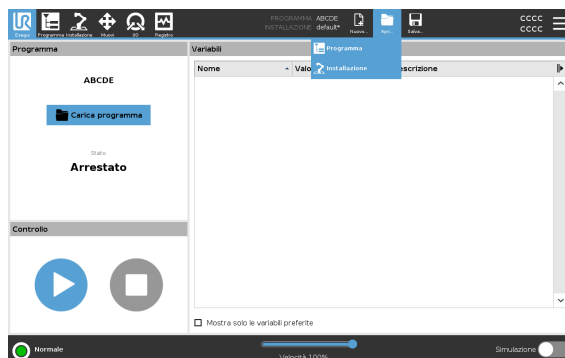 UR
PROGRAMMA ABCDE
INSTALLAZIONE default*
CCCC
CCCC
Esegui Programma Installazione Muovi I/O Registro
Nuovo... Apri... Salva...
Programma
Variabili
Programma
Installazione
Nome
Valo
escrizione
ABCDE
Carica programma
Stato
Arrestato
Controllo
Mostra solo le variabili preferite
Normale
Velocità 100%
Simulazione